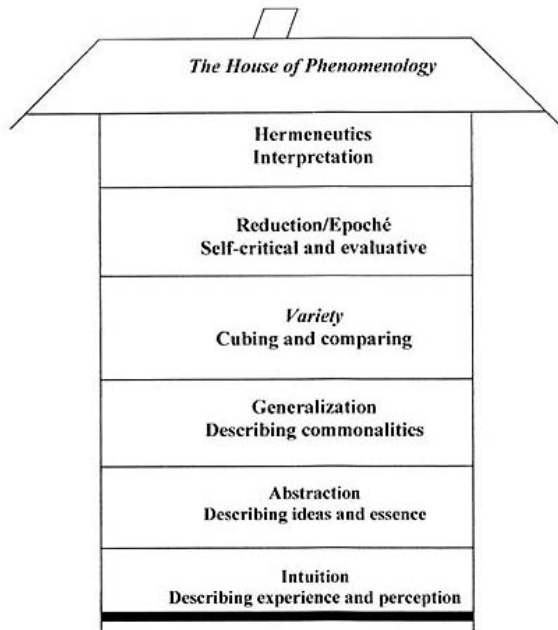 The House of Phenomenology
Hermeneutics
Interpretation
Reduction/Epoché
Self-critical and evaluative
Variety
Cubing and comparing
Generalization
Describing commonalities
Abstraction
Describing ideas and essence
Intuition
Describing experience and perception